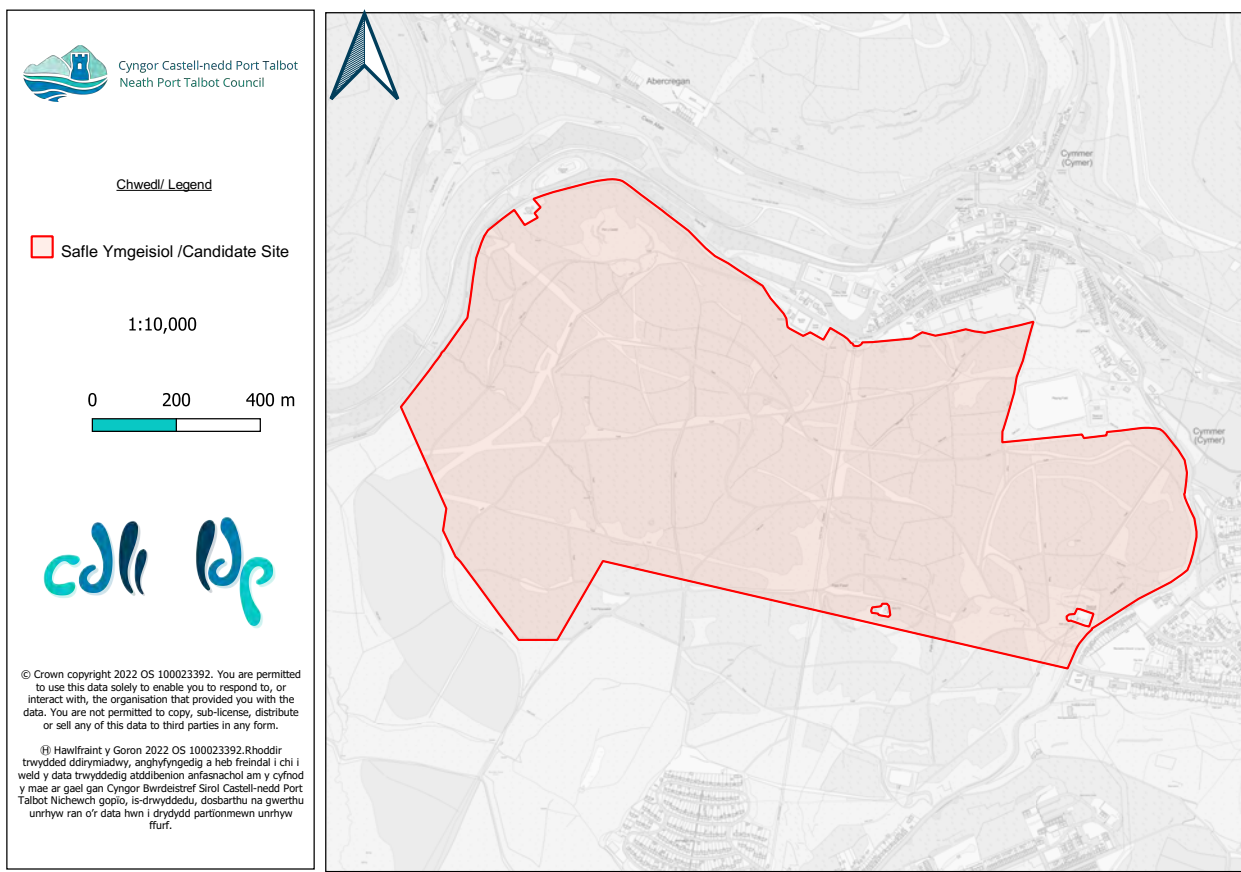 Cyngor Castell-nedd Port Talbot
Neath Port Talbot Council
Chwedl/ Legend
Safle Ymgeisiol /Candidate Site
1:10,000
0 200 400 m
cdll ldp
© Crown copyright 2022 OS 100023392. You are permitted
to use this data solely to enable you to respond to, or
interact with, the organisation that provided you with the
data. You are not permitted to copy, sub-license, distribute
or sell any of this data to third parties in any form.
Ⓗ Hawlfraint y Goron 2022 OS 100023392.Rhoddir
trwydded ddirymiadwy, anghyfyngedig a heb freindal i chi i
weld y data trwyddedig atddibenion anfasnachol am y cyfnod
y mae ar gael gan Cyngor Bwrdeistref Sirol Castell-nedd Port
Talbot Nichewch gopïo, is-drwyddedu, dosbarthu na gwerthu
unrhyw ran o'r data hwn i drydydd partïonmewn unrhyw
ffurf.
Abercregan
Cymmer
(Cymer)
Cymmer
(Cymer)